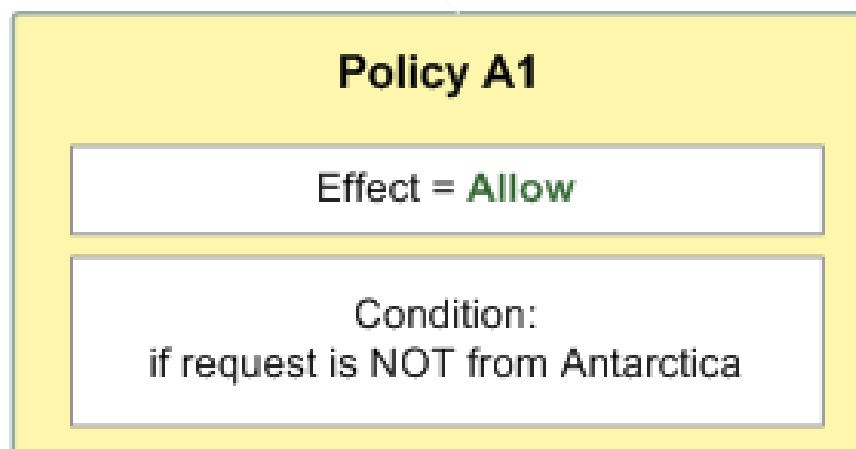 Policy A1
Effect = Allow
Condition:
if request is NOT from Antarctica